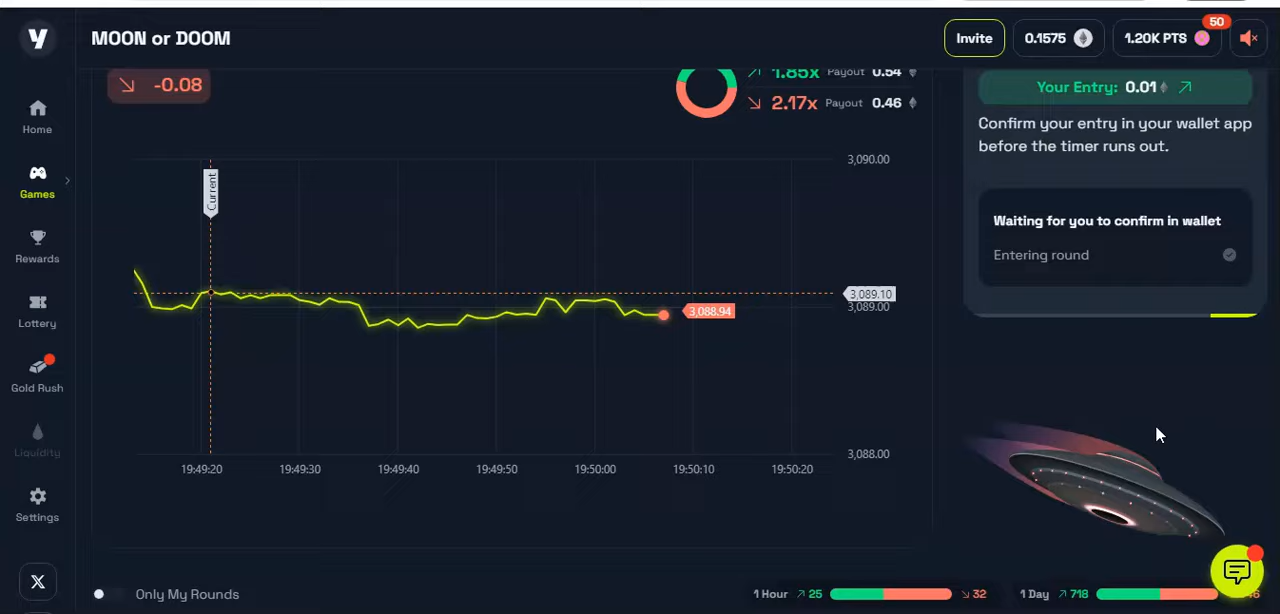 MOON or DOOM
Invite
0.1575
1.20K PTS
50
Home
Games
Rewards
Lottery
Gold Rush
Liquidity
Settings
-0.08
1.85x Payout 0.54
2.17x Payout 0.46
Current
3,090.00
3,089.10
3,089.00
3,088.94
3,088.00
19:49:20 19:49:30 19:49:40 19:49:50 19:50:00 19:50:10 19:50:20
Your Entry: 0.01
Confirm your entry in your wallet app
before the timer runs out.
Waiting for you to confirm in wallet
Entering round
Only My Rounds
1 Hour 25 32
1 Day 718